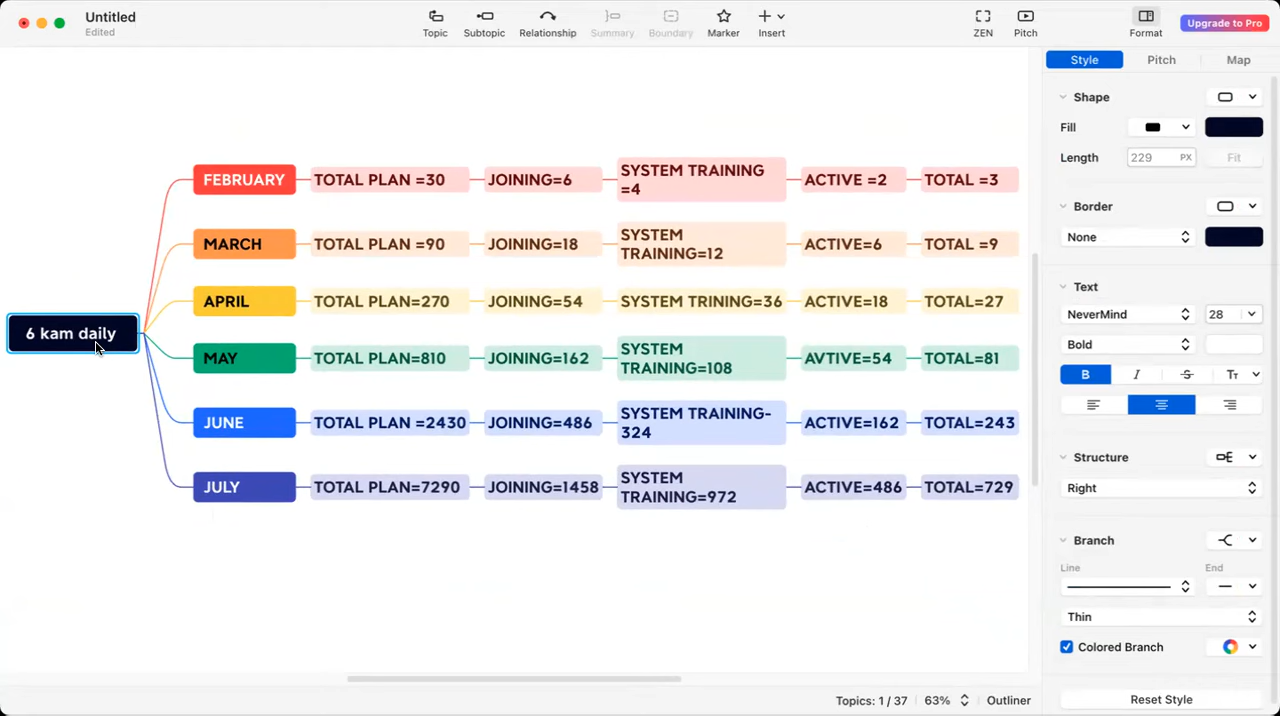 Untitled
Edited
Topic
Subtopic
Relationship
Summary
Boundary
Marker
Insert
ZEN
Pitch
Format
Upgrade to Pro
Style
Pitch
Map
Shape
Fill
Length
229
PX
Fit
Border
None
Text
NeverMind
28
Bold
B
I
S
Tт
Structure
Right
Branch
Line
End
Thin
Colored Branch
Reset Style
6 kam daily
FEBRUARY
TOTAL PLAN =30
JOINING=6
SYSTEM TRAINING
=4
ACTIVE =2
TOTAL =3
MARCH
TOTAL PLAN =90
JOINING=18
SYSTEM
TRAINING=12
ACTIVE=6
TOTAL =9
APRIL
TOTAL PLAN=270
JOINING=54
SYSTEM TRINING=36
ACTIVE=18
TOTAL=27
MAY
TOTAL PLAN=810
JOINING=162
SYSTEM
TRAINING=108
AVTIVE=54
TOTAL=81
JUNE
TOTAL PLAN =2430
JOINING=486
SYSTEM TRAINING-
324
ACTIVE=162
TOTAL=243
JULY
TOTAL PLAN=7290
JOINING=1458
SYSTEM
TRAINING=972
ACTIVE=486
TOTAL=729
Topics: 1 / 37
63%
Outliner